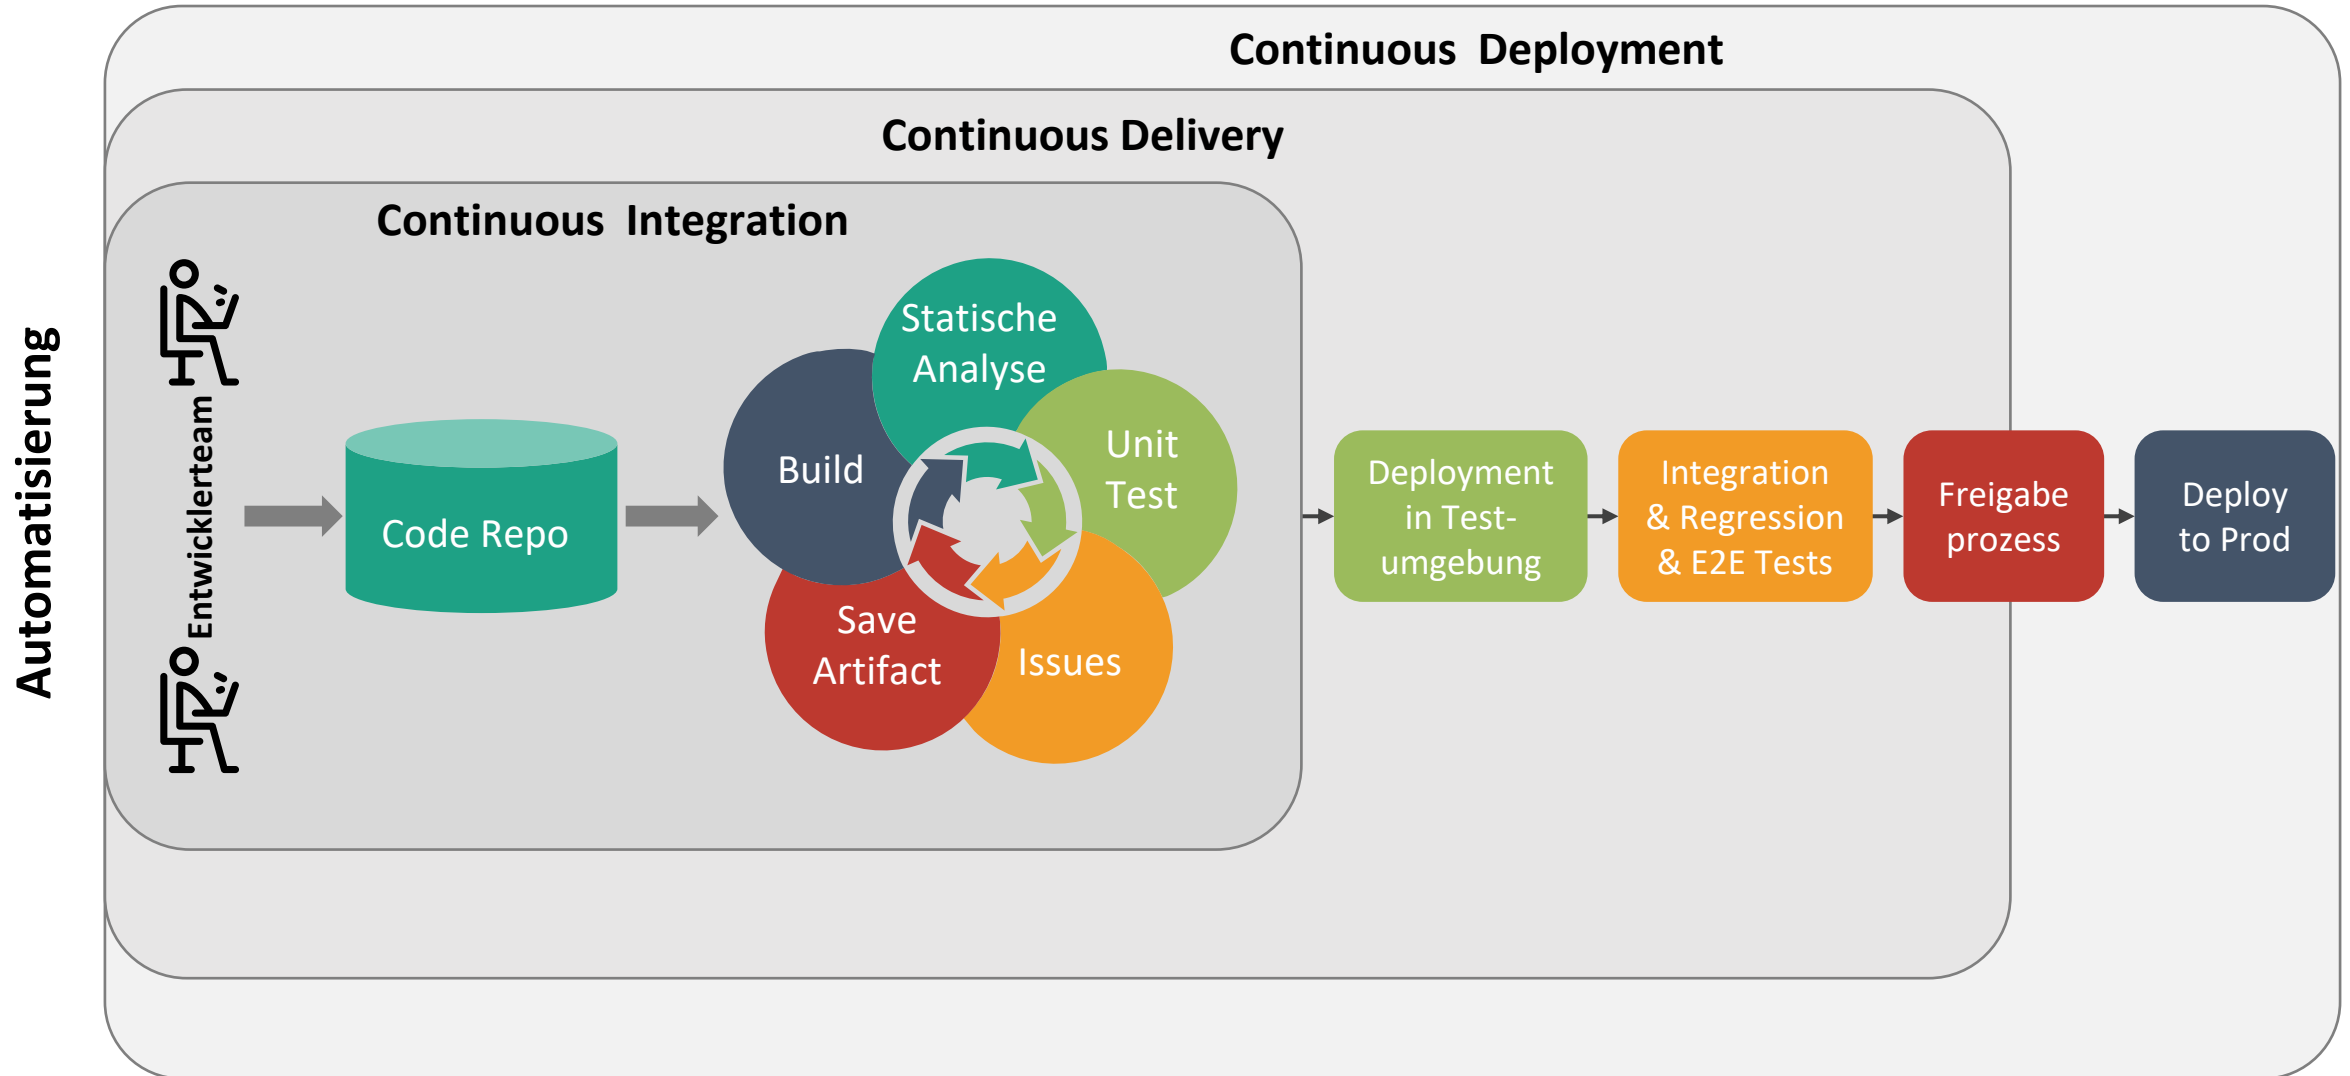 Continuous  Deployment
Continuous Delivery
Continuous  Integration
Automatisierung
Entwicklerteam
Code Repo
Statische
Analyse
Build
Unit
Test
Save
Artifact
Issues
Deployment
in Test-
umgebung
Integration
& Regression
& E2E Tests
Freigabe
prozess
Deploy
to Prod